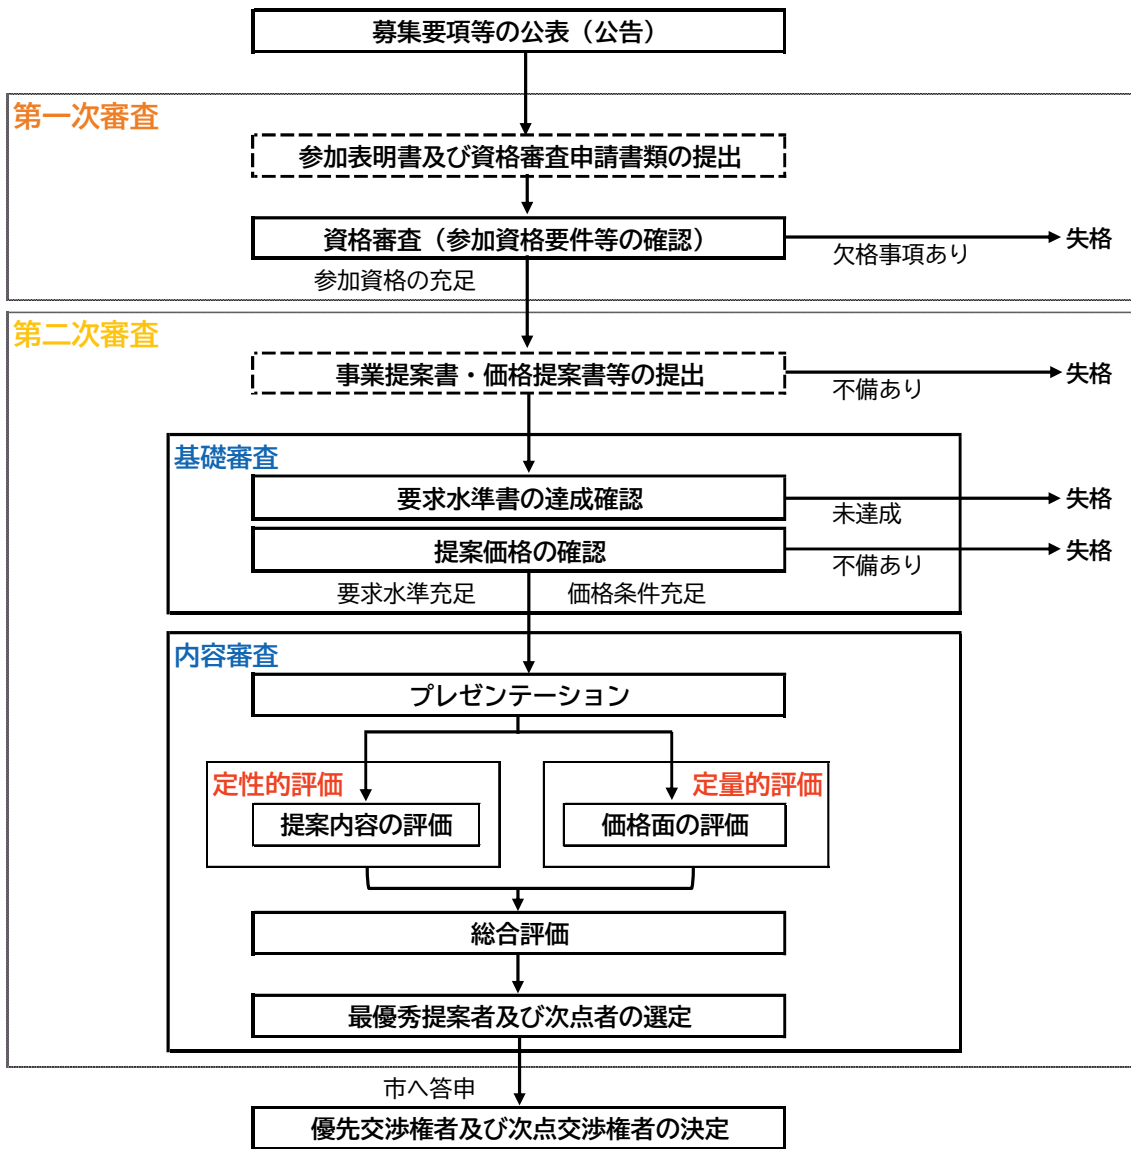 募集要項等の公表（公告）
第一次審査
参加表明書及び資格審査申請書類の提出
資格審査（参加資格要件等の確認）
失格
欠格事項あり
参加資格の充足
第二次審査
事業提案書・価格提案書等の提出
失格
不備あり
基礎審査
要求水準書の達成確認
失格
未達成
提案価格の確認
失格
不備あり
要求水準充足
価格条件充足
内容審査
プレゼンテーション
定性的評価
定量的評価
提案内容の評価
価格面の評価
総合評価
最優秀提案者及び次点者の選定
市へ答申
優先交渉権者及び次点交渉権者の決定